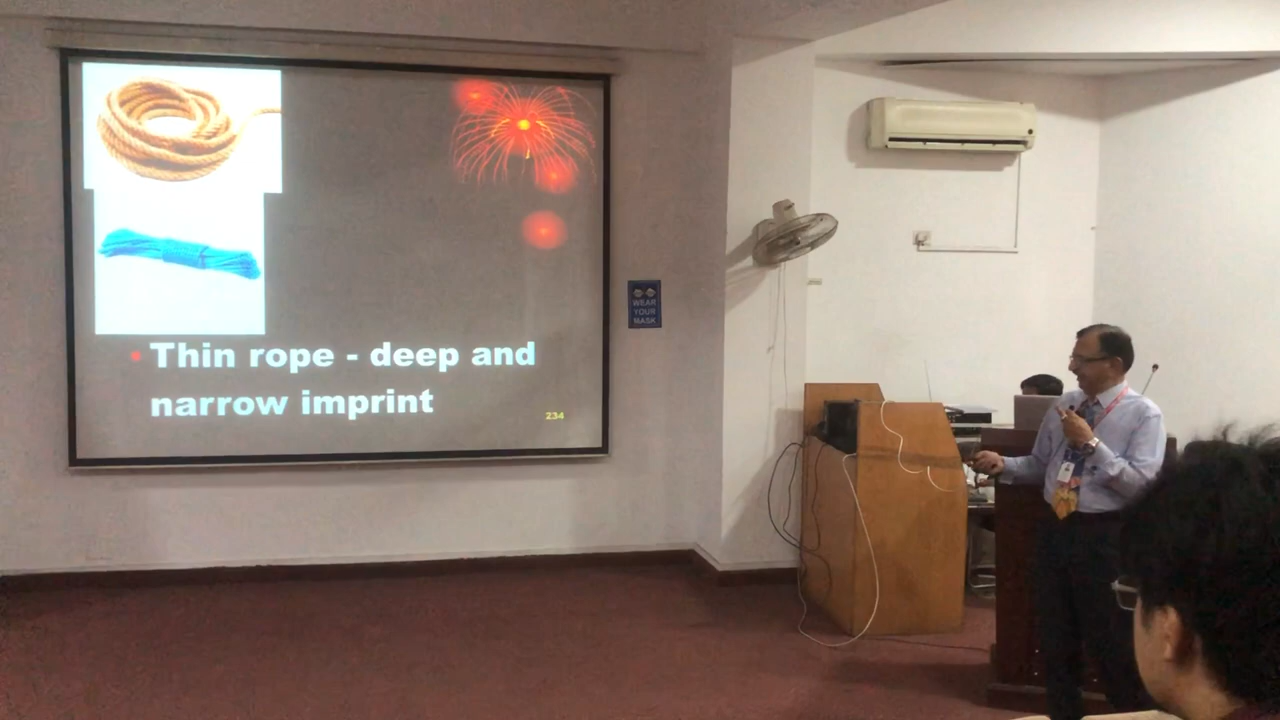 • Thin rope - deep and
narrow imprint
234
WEAR
YOUR
MASK